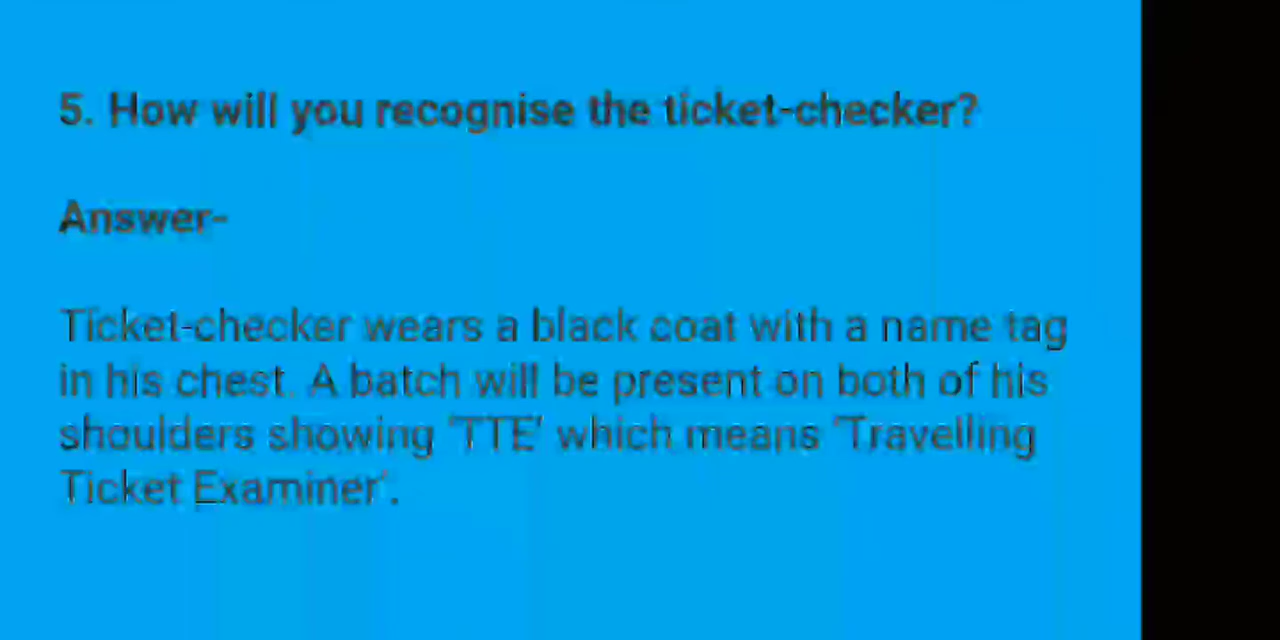 5. How will you recognise the ticket-checker?
Answer-
Ticket-checker wears a black coat with a name tag
in his chest. A batch will be present on both of his
shoulders showing 'TTE' which means 'Travelling
Ticket Examiner'.